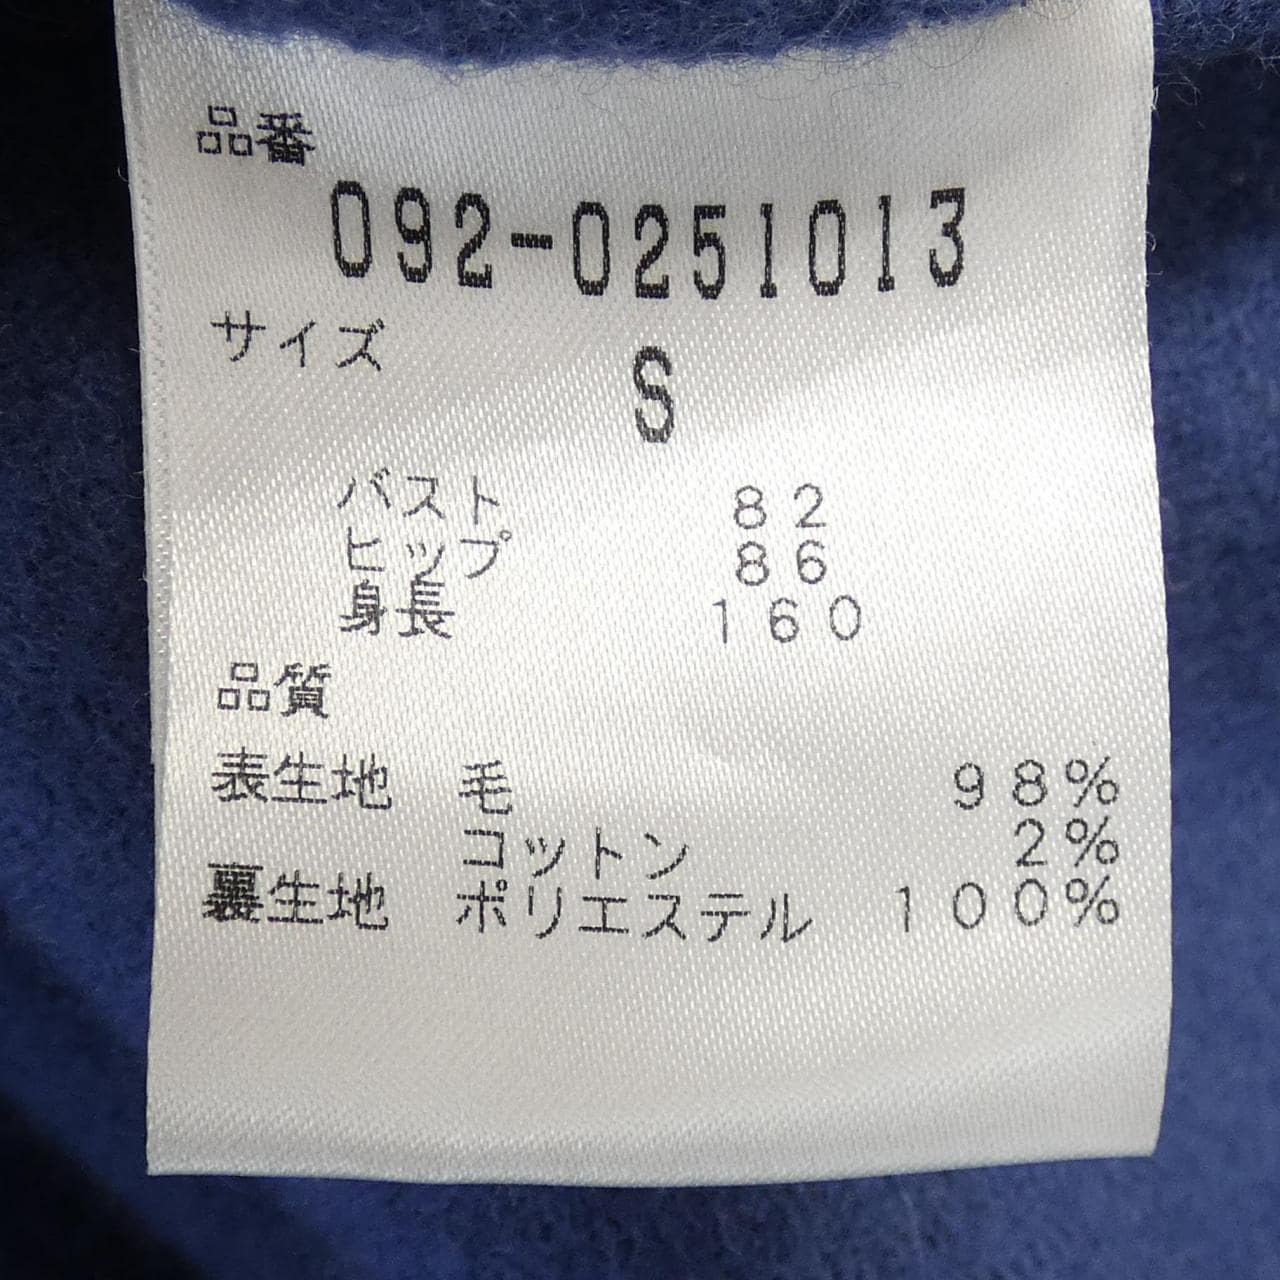 品番
092-0251013
サイズ
S
バスト 82
ヒップ 86
身長 160
品質
表生地 毛 98%
コットン 2%
裏生地 ポリエステル 100%